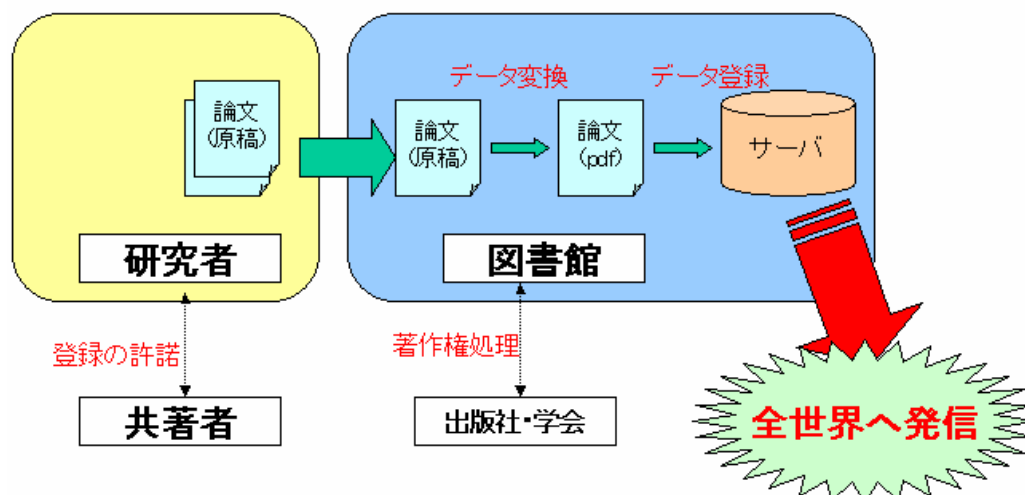 データ変換
データ登録
論文
(原稿)
論文
(原稿)
論文
(pdf)
サーバ
研究者
図書館
登録の許諾
著作権処理
共著者
出版社・学会
全世界へ発信